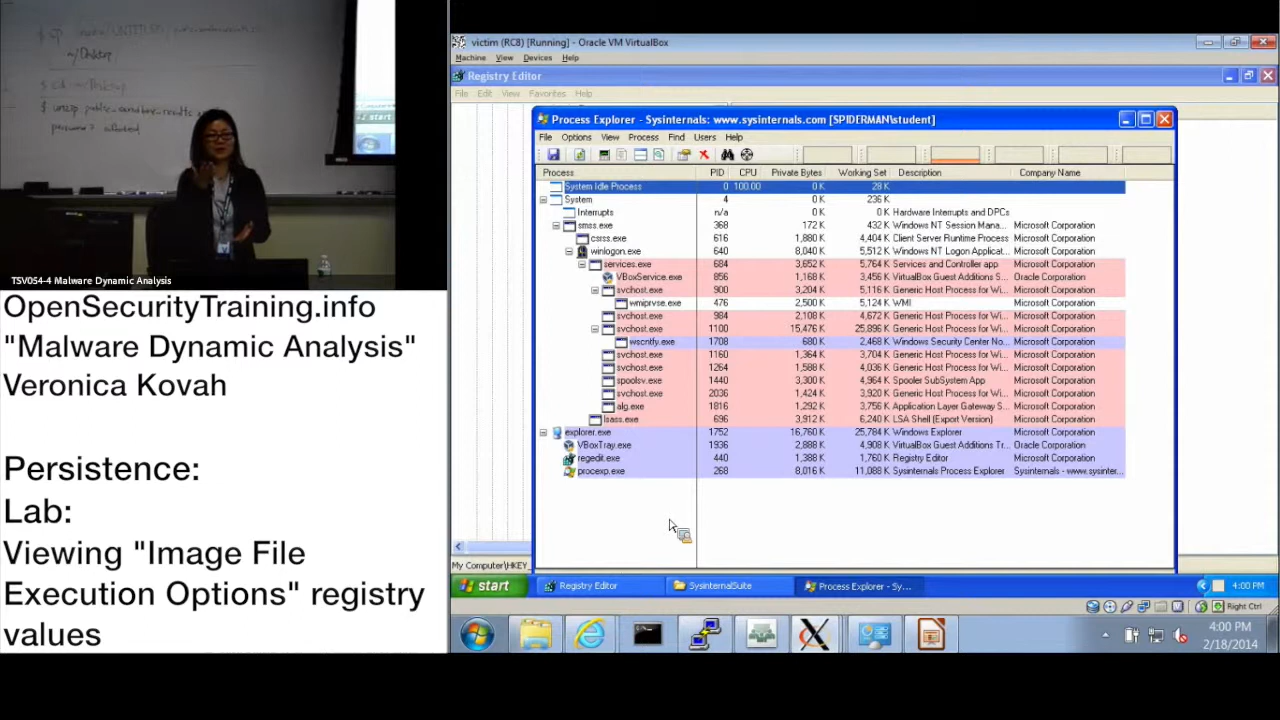 TSV054-4 Malware Dynamic Analysis
OpenSecurityTraining.info
"Malware Dynamic Analysis"
Veronica Kovah
Persistence:
Lab:
Viewing "Image File
Execution Options" registry
values
victim (RC8) [Running] - Oracle VM VirtualBox
Machine View Devices Help
Registry Editor
File Edit View Favorites Help
Process Explorer - Sysinternals: www.sysinternals.com [SPIDERMAN\student]
File Options View Process Find Users Help
Process PID CPU Private Bytes Working Set Description Company Name
System Idle Process 0 100.00 0 K 28 K
System 4 0 K 236 K
Interrupts n/a 0 K 0 K Hardware Interrupts and DPCs
smss.exe 368 172 K 432 K Windows NT Session Mana... Microsoft Corporation
csrss.exe 616 1,880 K 4,404 K Client Server Runtime Process Microsoft Corporation
winlogon.exe 640 8,040 K 5,512 K Windows NT Logon Applicat... Microsoft Corporation
services.exe 684 3,652 K 5,764 K Services and Controller app Microsoft Corporation
VBoxService.exe 856 1,168 K 3,456 K VirtualBox Guest Additions S... Oracle Corporation
svchost.exe 900 3,204 K 5,116 K Generic Host Process for Wi... Microsoft Corporation
wmiprvse.exe 476 2,500 K 5,124 K WMI Microsoft Corporation
svchost.exe 984 2,108 K 4,672 K Generic Host Process for Wi... Microsoft Corporation
svchost.exe 1100 15,476 K 25,896 K Generic Host Process for Wi... Microsoft Corporation
wscntfy.exe 1708 680 K 2,468 K Windows Security Center No... Microsoft Corporation
svchost.exe 1160 1,364 K 3,704 K Generic Host Process for Wi... Microsoft Corporation
svchost.exe 1264 1,588 K 4,036 K Generic Host Process for Wi... Microsoft Corporation
spoolsv.exe 1440 3,300 K 4,964 K Spooler SubSystem App Microsoft Corporation
svchost.exe 2036 1,424 K 3,920 K Generic Host Process for Wi... Microsoft Corporation
alg.exe 1816 1,292 K 3,756 K Application Layer Gateway S... Microsoft Corporation
lsass.exe 696 3,912 K 6,240 K LSA Shell (Export Version) Microsoft Corporation
explorer.exe 1752 16,760 K 25,784 K Windows Explorer Microsoft Corporation
VBoxTray.exe 1936 2,888 K 4,908 K VirtualBox Guest Additions Tr... Oracle Corporation
regedit.exe 440 1,388 K 1,760 K Registry Editor Microsoft Corporation
procexp.exe 268 8,016 K 11,088 K Sysinternals Process Explorer Sysinternals - www.sysinter...
My Computer\HKEY_
start Registry Editor SysinternalSuite Process Explorer - Sy... 4:00 PM
Right Ctrl
4:00 PM
2/18/2014